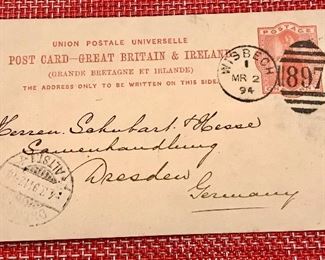 UNION POSTALE UNIVERSELLE
POST CARD—GREAT BRITAIN & IRELAND
(GRANDE BRETAGNE ET IRLANDE)
THE ADDRESS ONLY TO BE WRITTEN ON THIS SIDE
POSTAGE
WISBECH
1
MR 2
94
897
Herren Schubart & Hesse
Samenhandlung
Dresden
Germany